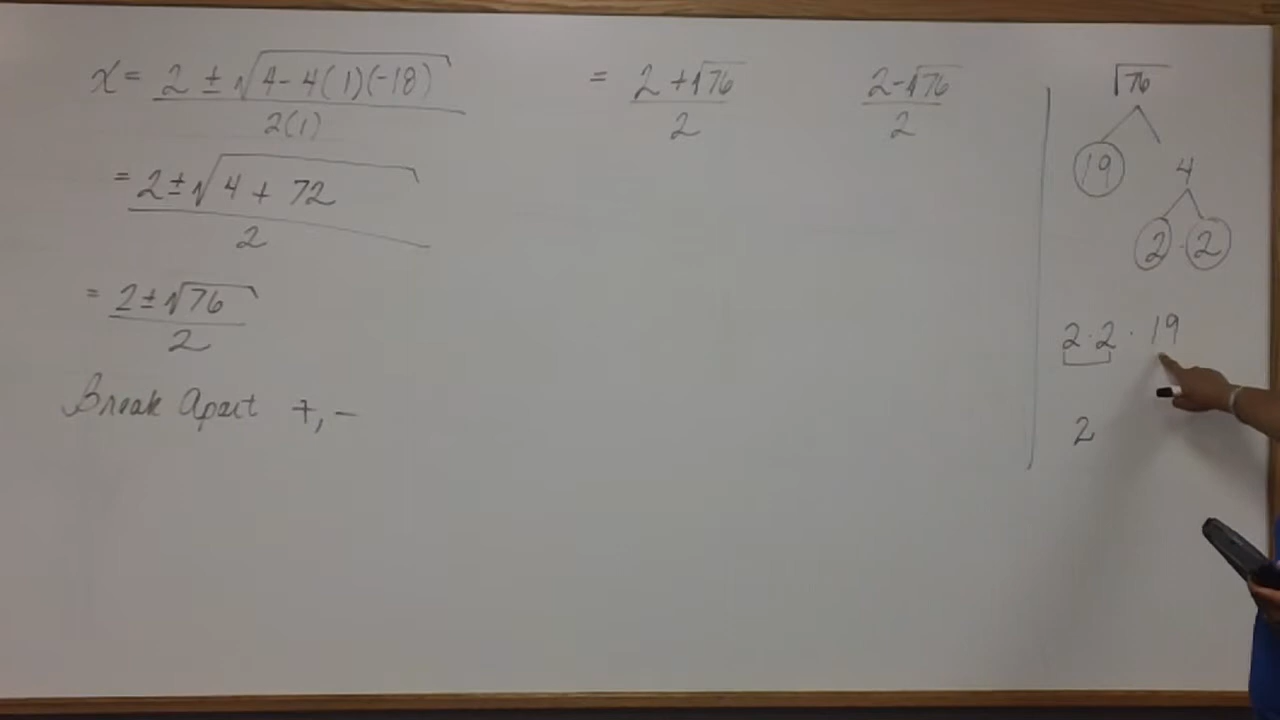 x = 2 ± √4 - 4(1)(-18)
2(1)
= 2 ± √4 + 72
2
= 2 ± √76
2
Break Apart +, -
= 2 + √76
2
2 - √76
2
√76
19 4
2 · 2
2 · 2 · 19
2